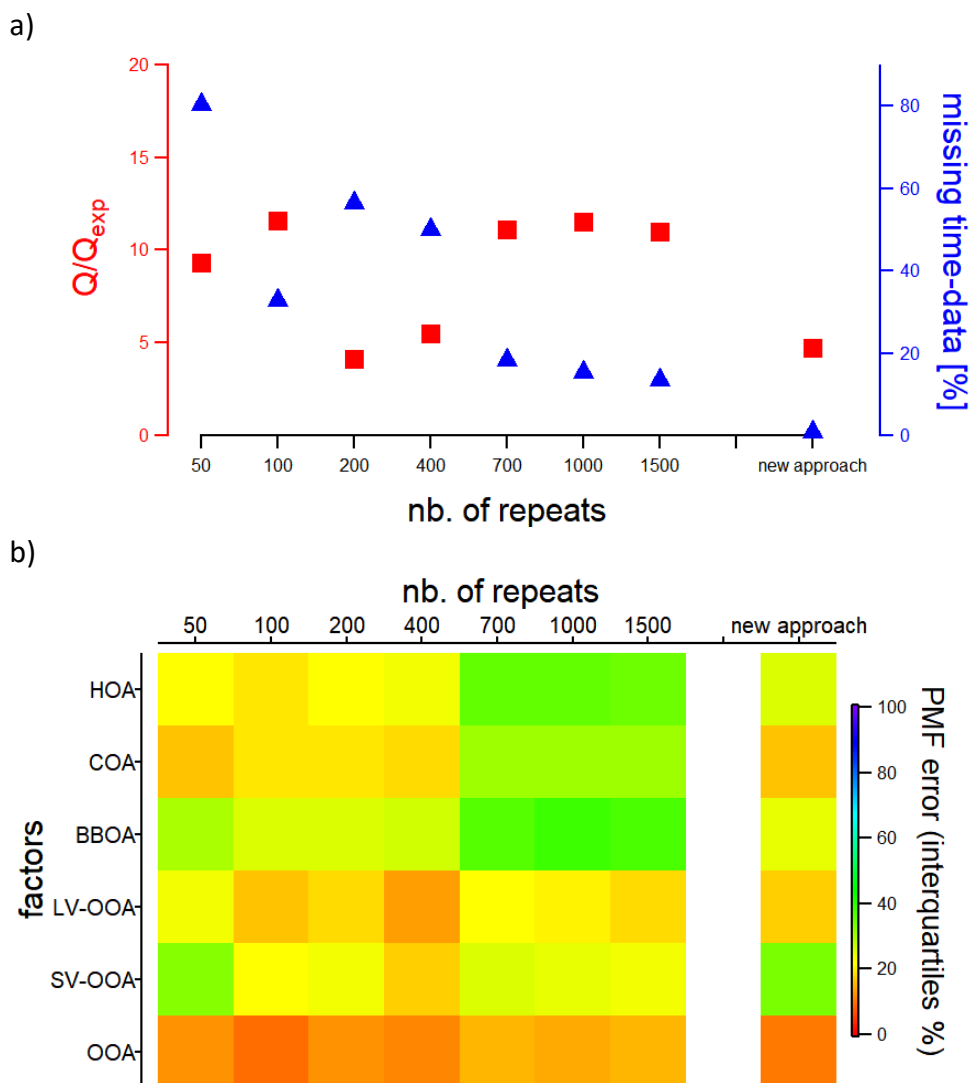 a)
20
15
10
5
0
Q/Qexp
80
60
40
20
0
missing time-data [%]
50 100 200 400 700 1000 1500 new approach
nb. of repeats
b)
nb. of repeats
50 100 200 400 700 1000 1500 new approach
factors
HOA
COA
BBOA
LV-OOA
SV-OOA
OOA
100
80
60
40
20
0
PMF error (interquartiles %)